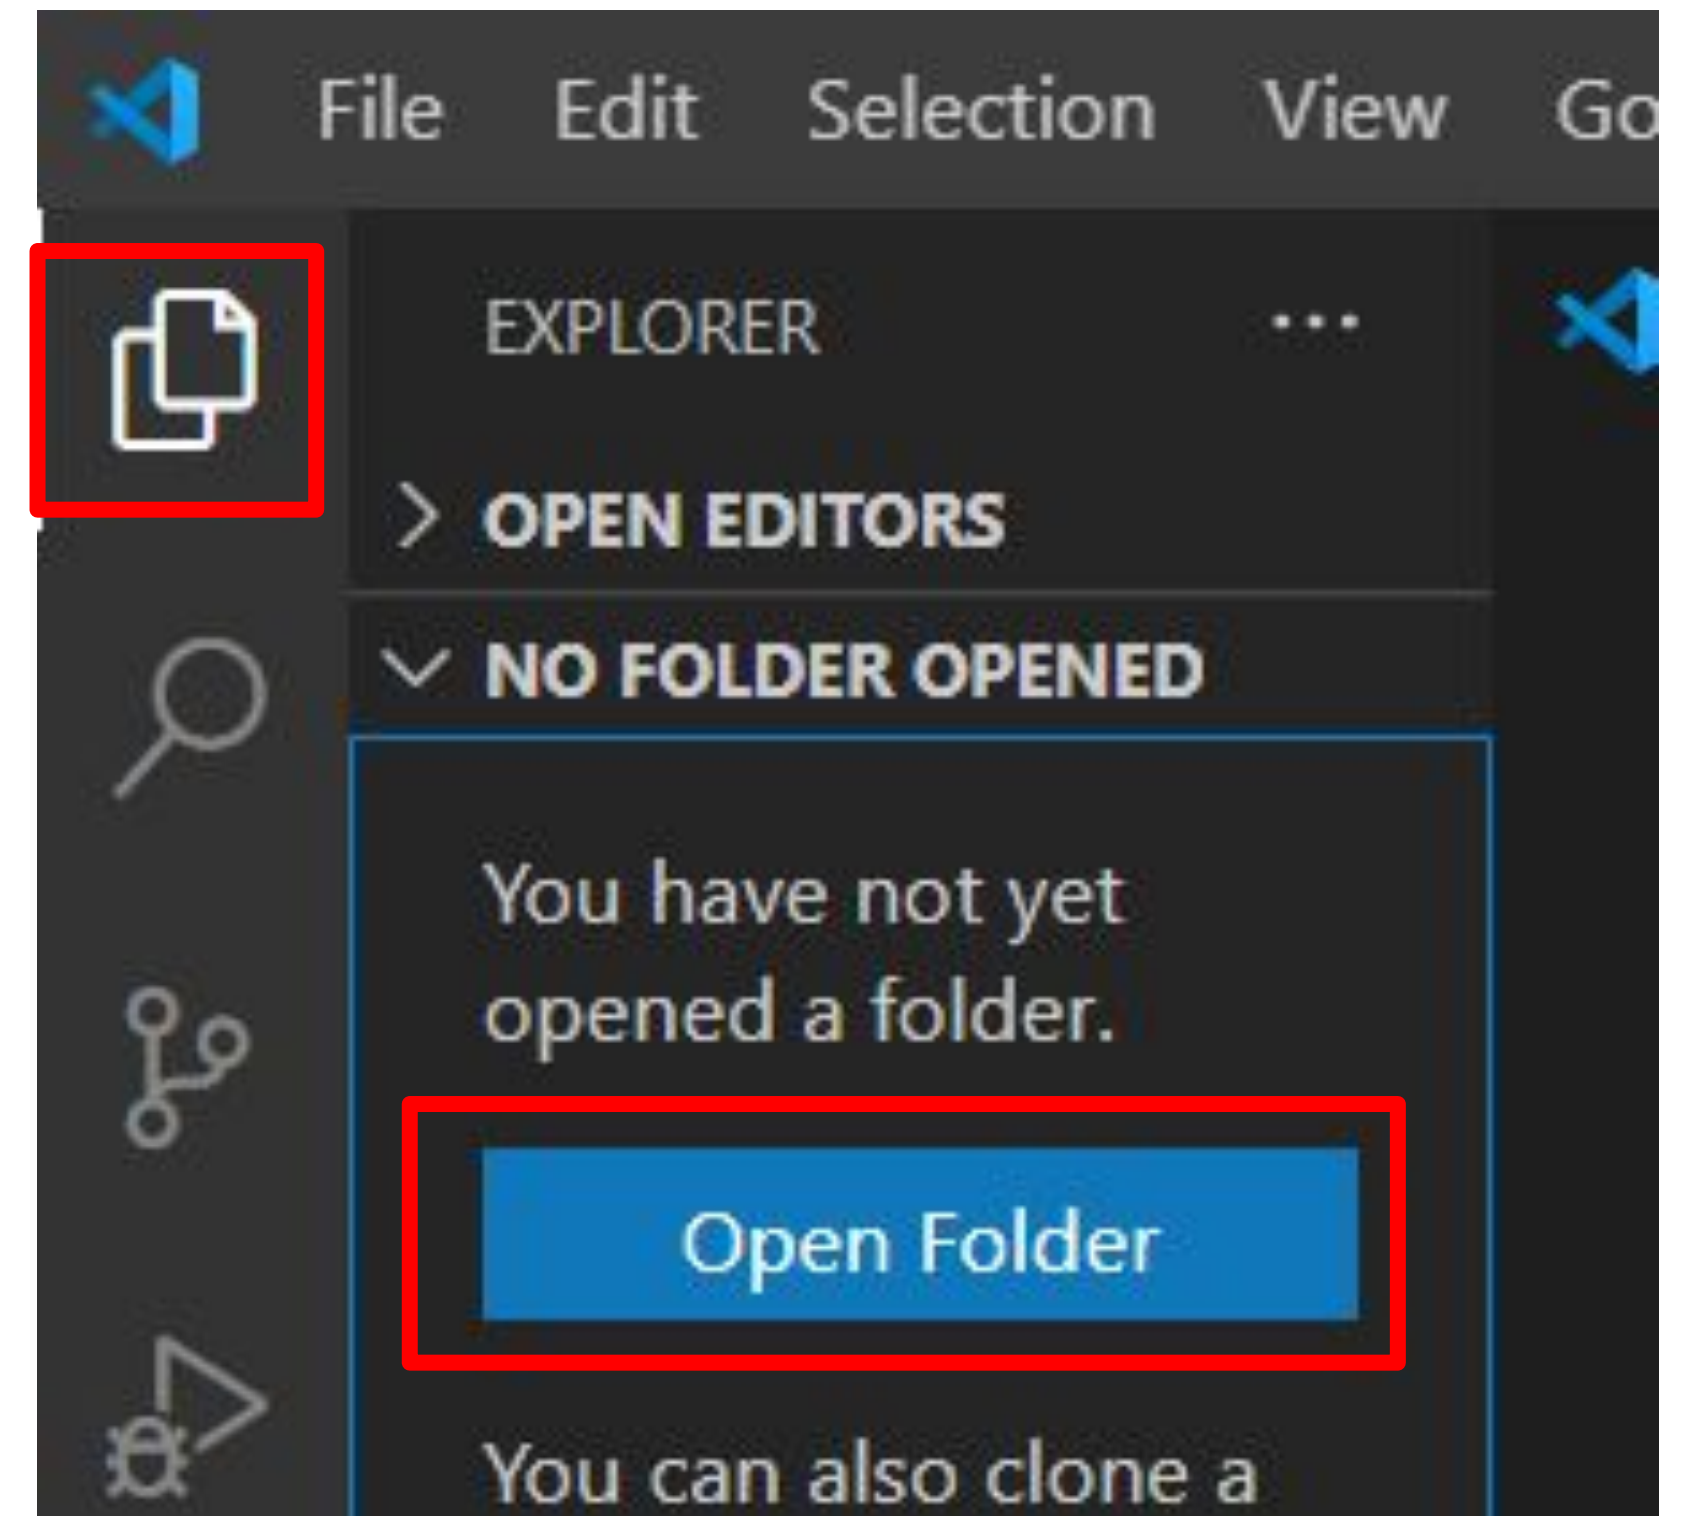 File Edit Selection View Go
EXPLORER
OPEN EDITORS
NO FOLDER OPENED
You have not yet
opened a folder.
Open Folder
You can also clone a